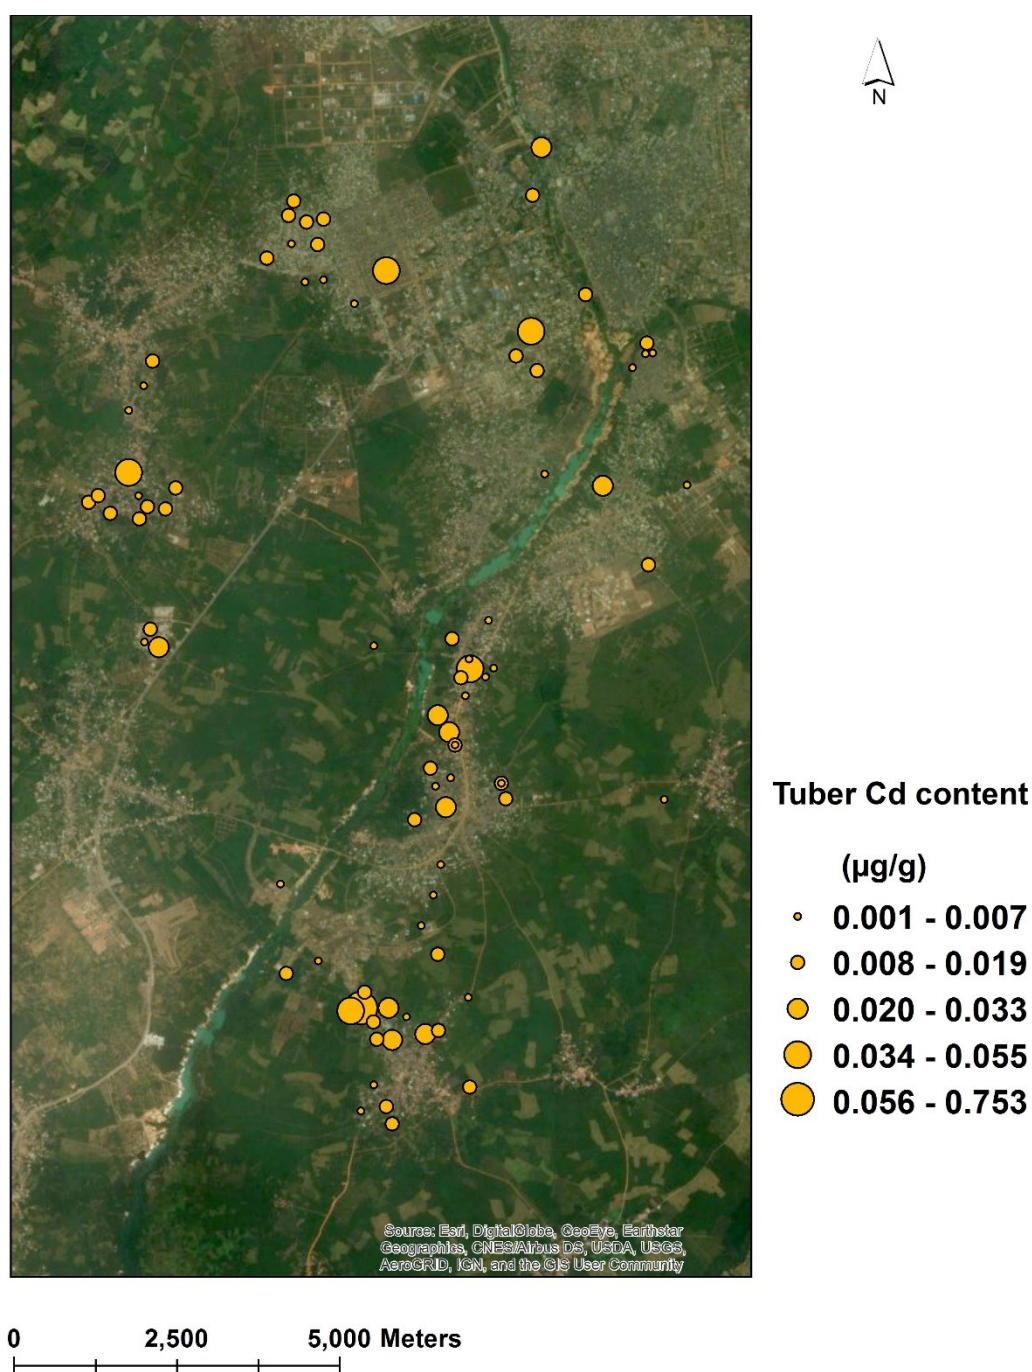 N
Tuber Cd content
(µg/g)
0.001 - 0.007
0.008 - 0.019
0.020 - 0.033
0.034 - 0.055
0.056 - 0.753
Source: Esri, DigitalGlobe, GeoEye, Earthstar
Geographics, CNES/Airbus DS, USDA, USGS,
AeroGRID, IGN, and the GIS User Community
0 2,500 5,000 Meters